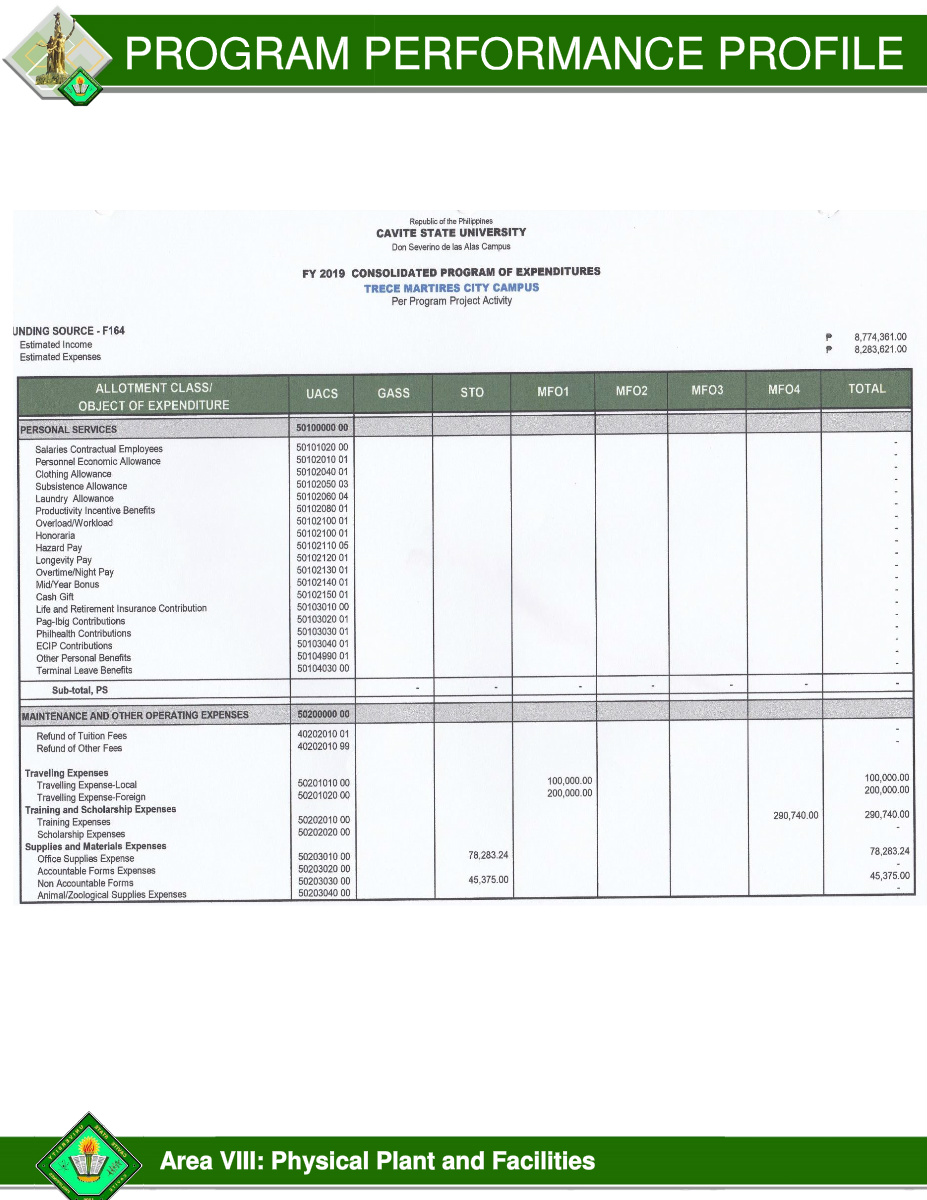 PROGRAM PERFORMANCE PROFILE
Republic of the Philippines
CAVITE STATE UNIVERSITY
Don Severino de las Alas Campus
FY 2019 CONSOLIDATED PROGRAM OF EXPENDITURES
TRECE MARTIRES CITY CAMPUS
Per Program Project Activity
UNDING SOURCE - F164
Estimated Income ₱ 8,774,361.00
Estimated Expenses ₱ 8,283,621.00
ALLOTMENT CLASS/ OBJECT OF EXPENDITURE UACS GASS STO MFO1 MFO2 MFO3 MFO4 TOTAL
PERSONAL SERVICES 50100000 00
Salaries Contractual Employees 50101020 00 -
Personnel Economic Allowance 50102010 01 -
Clothing Allowance 50102040 01 -
Subsistence Allowance 50102050 03 -
Laundry Allowance 50102060 04 -
Productivity Incentive Benefits 50102080 01 -
Overload/Workload 50102100 01 -
Honoraria 50102100 01 -
Hazard Pay 50102110 05 -
Longevity Pay 50102120 01 -
Overtime/Night Pay 50102130 01 -
Mid/Year Bonus 50102140 01 -
Cash Gift 50102150 01 -
Life and Retirement Insurance Contribution 50103010 00 -
Pag-Ibig Contributions 50103020 01 -
Philhealth Contributions 50103030 01 -
ECIP Contributions 50103040 01 -
Other Personal Benefits 50104990 01 -
Terminal Leave Benefits 50104030 00 -
Sub-total, PS - - - - - - -
MAINTENANCE AND OTHER OPERATING EXPENSES 50200000 00
Refund of Tuition Fees 40202010 01 -
Refund of Other Fees 40202010 99 -
Traveling Expenses
Travelling Expense-Local 50201010 00 100,000.00 100,000.00
Travelling Expense-Foreign 50201020 00 200,000.00 200,000.00
Training and Scholarship Expenses
Training Expenses 50202010 00 290,740.00 290,740.00
Scholarship Expenses 50202020 00 -
Supplies and Materials Expenses
Office Supplies Expense 50203010 00 78,283.24 78,283.24
Accountable Forms Expenses 50203020 00 -
Non Accountable Forms 50203030 00 45,375.00 45,375.00
Animal/Zoological Supplies Expenses 50203040 00 -
Area VIII: Physical Plant and Facilities